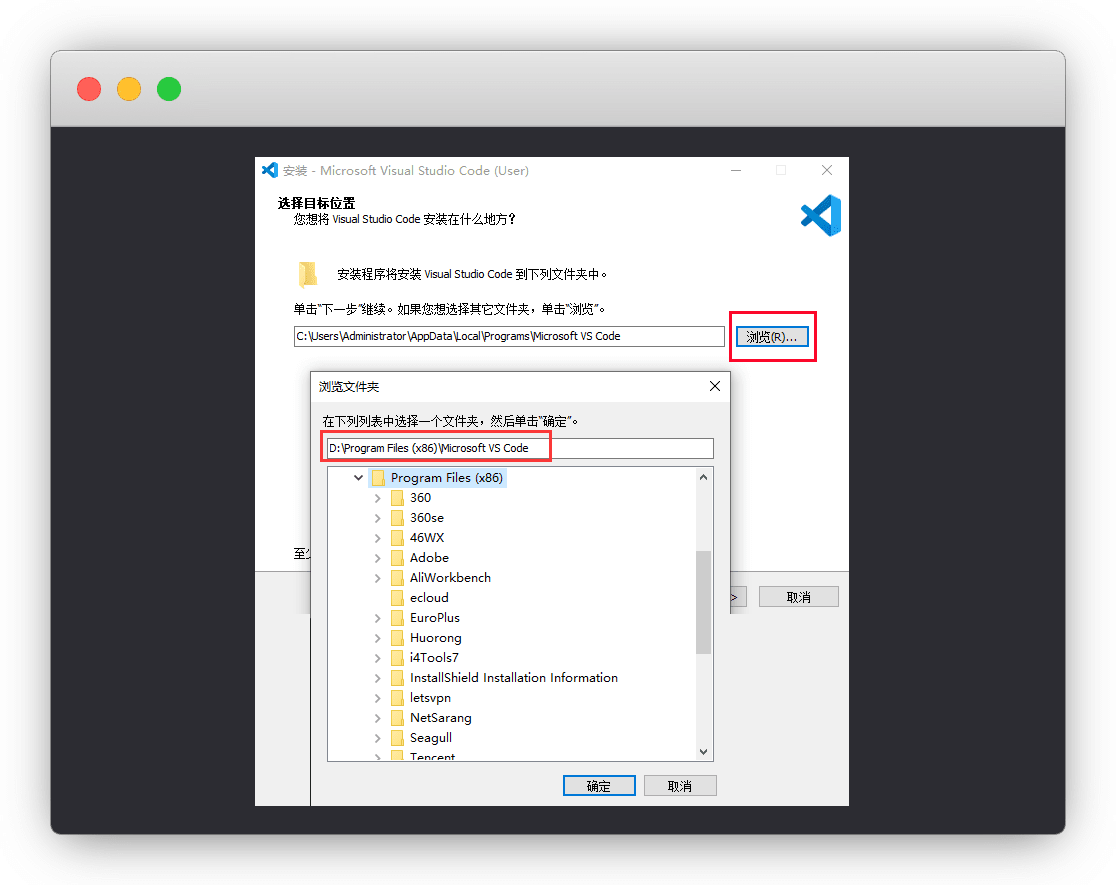 安装 - Microsoft Visual Studio Code (User)
选择目标位置
您想将 Visual Studio Code 安装在什么地方?
安装程序将安装 Visual Studio Code 到下列文件夹中。
单击“下一步”继续。如果您想选择其它文件夹，单击“浏览”。
C:\Users\Administrator\AppData\Local\Programs\Microsoft VS Code
浏览(R)...
浏览文件夹
在下列列表中选择一个文件夹，然后单击“确定”。
D:\Program Files (x86)\Microsoft VS Code
Program Files (x86)
360
360se
46WX
Adobe
AliWorkbench
ecloud
EuroPlus
Huorong
i4Tools7
InstallShield Installation Information
letsvpn
NetSarang
Seagull
Tencent
至少
> 取消
确定 取消